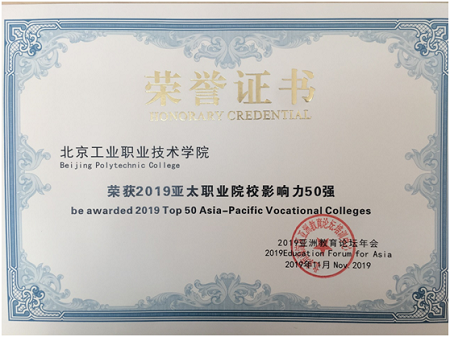 荣誉证书
HONORARY CREDENTIAL
北京工业职业技术学院
Beijing Polytechnic College
荣获2019亚太职业院校影响力50强
be awarded 2019 Top 50 Asia-Pacific Vocational Colleges
2019亚洲教育论坛年会
2019Education Forum for Asia
2019年11月 Nov. 2019